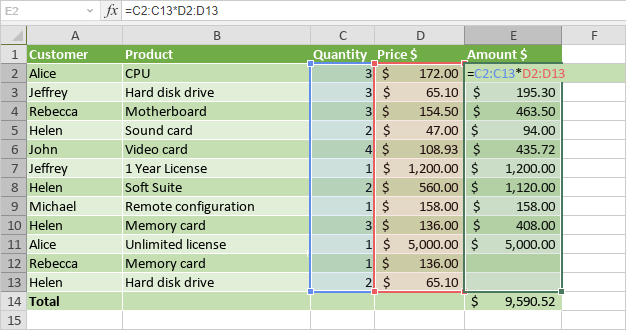 E2 fx =C2:C13*D2:D13
A B C D E F
1 Customer Product Quantity Price $ Amount $
2 Alice CPU 3 $ 172.00 =C2:C13*D2:D13
3 Jeffrey Hard disk drive 3 $ 65.10 $ 195.30
4 Rebecca Motherboard 3 $ 154.50 $ 463.50
5 Helen Sound card 2 $ 47.00 $ 94.00
6 John Video card 4 $ 108.93 $ 435.72
7 Jeffrey 1 Year License 1 $ 1,200.00 $ 1,200.00
8 Helen Soft Suite 2 $ 560.00 $ 1,120.00
9 Michael Remote configuration 1 $ 158.00 $ 158.00
10 Helen Memory card 3 $ 136.00 $ 408.00
11 Alice Unlimited license 1 $ 5,000.00 $ 5,000.00
12 Rebecca Memory card 1 $ 136.00
13 Helen Hard disk drive 2 $ 65.10
14 Total $ 9,590.52
15